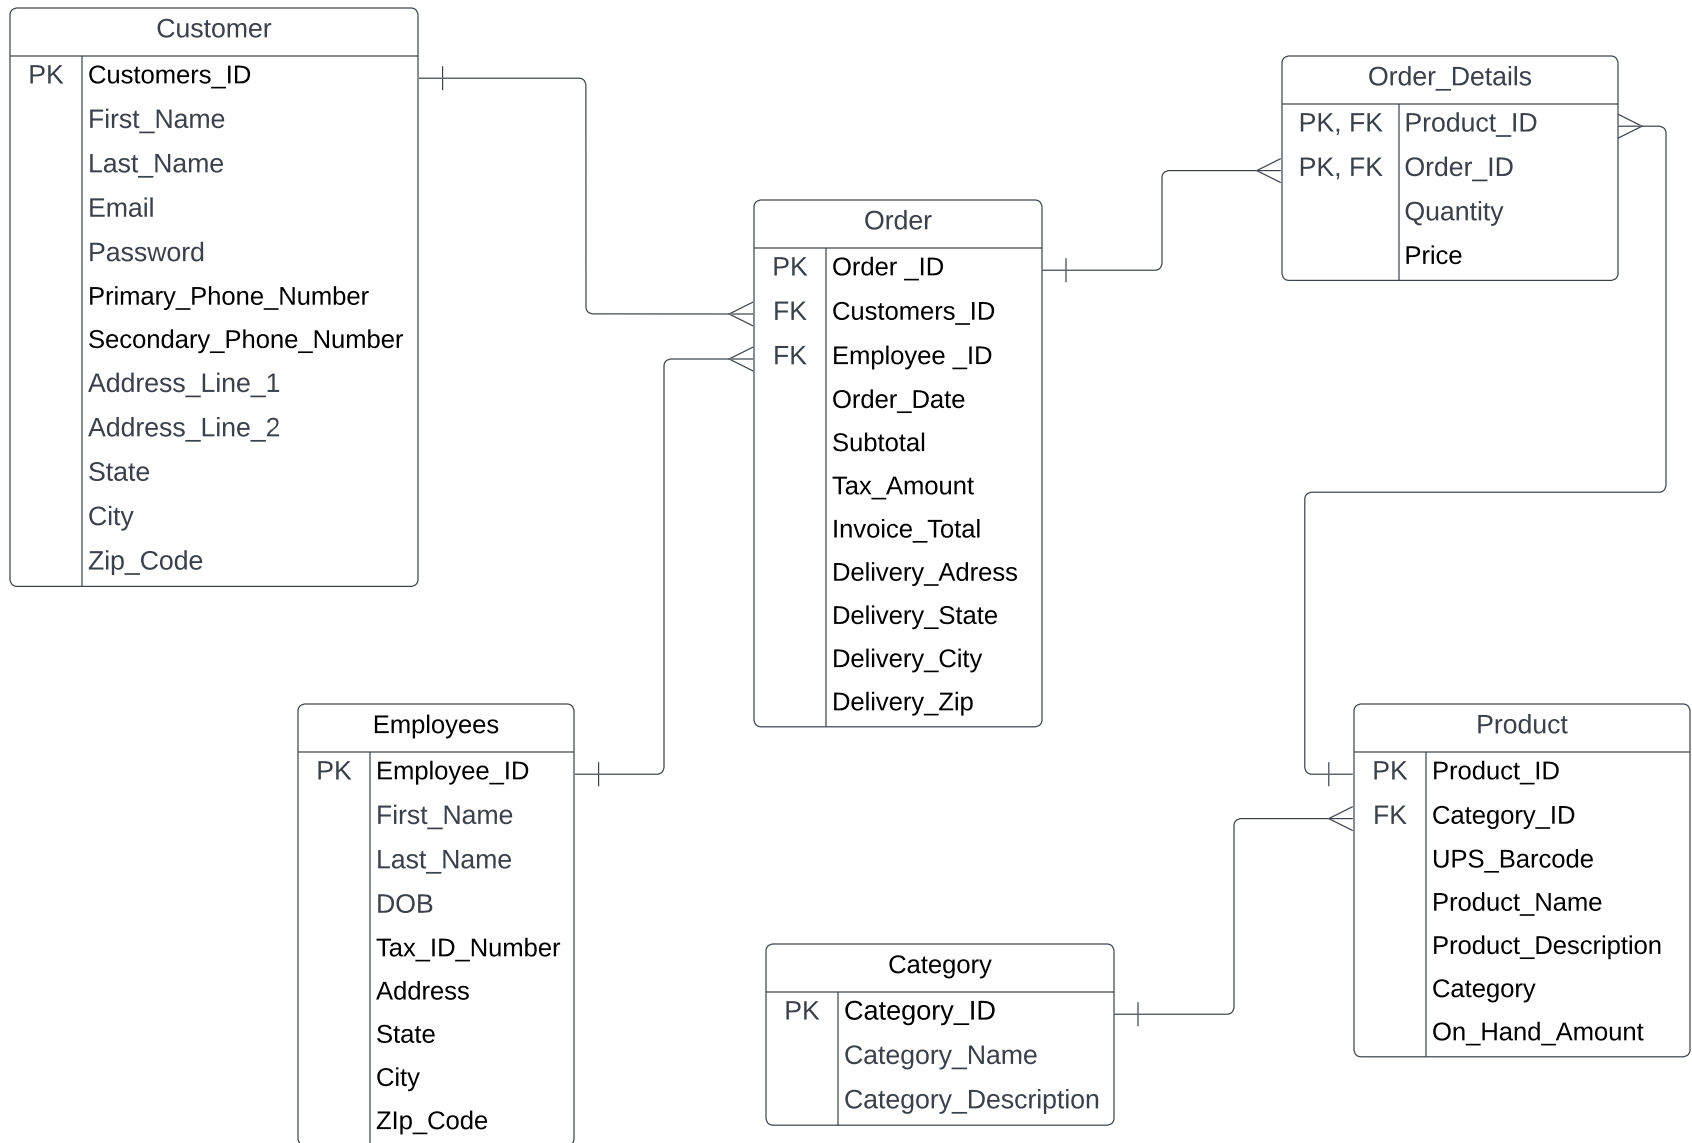 Customer
PK Customers_ID
First_Name
Last_Name
Email
Password
Primary_Phone_Number
Secondary_Phone_Number
Address_Line_1
Address_Line_2
State
City
Zip_Code
Order
PK Order _ID
FK Customers_ID
FK Employee _ID
Order_Date
Subtotal
Tax_Amount
Invoice_Total
Delivery_Adress
Delivery_State
Delivery_City
Delivery_Zip
Order_Details
PK, FK Product_ID
PK, FK Order_ID
Quantity
Price
Employees
PK Employee_ID
First_Name
Last_Name
DOB
Tax_ID_Number
Address
State
City
ZIp_Code
Category
PK Category_ID
Category_Name
Category_Description
Product
PK Product_ID
FK Category_ID
UPS_Barcode
Product_Name
Product_Description
Category
On_Hand_Amount